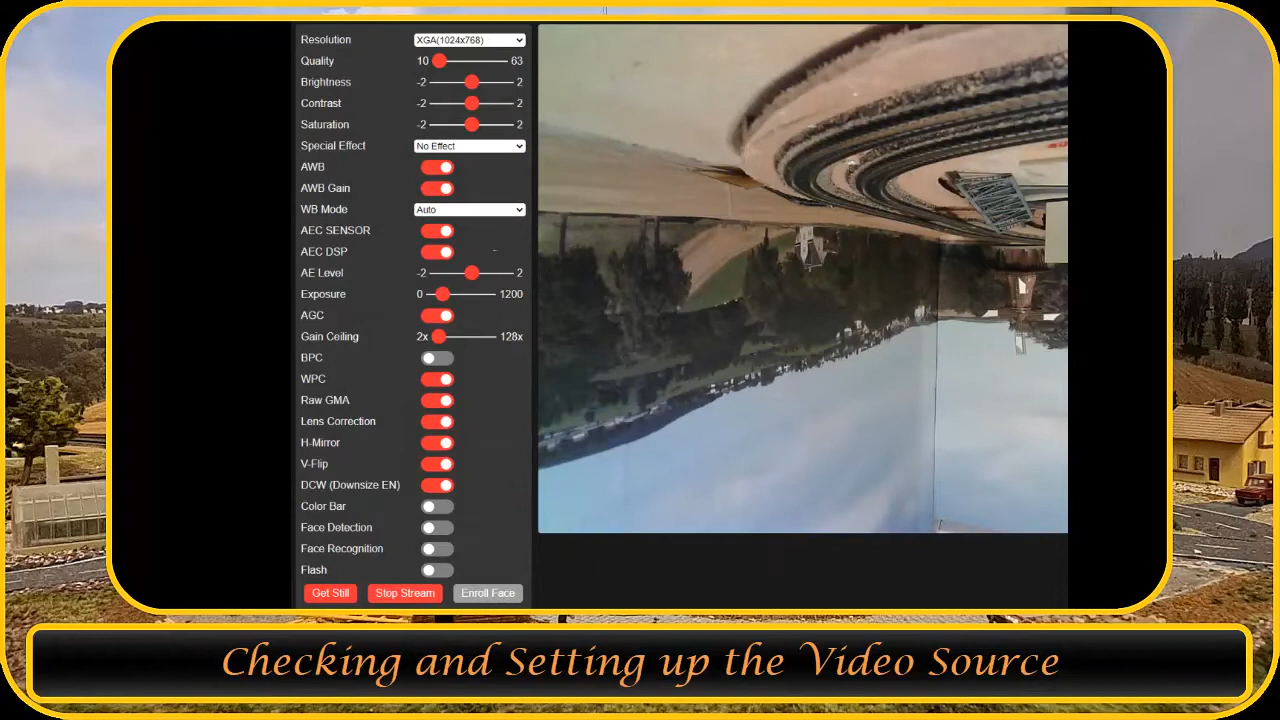 Resolution XGA(1024x768)
Quality 10 63
Brightness -2 2
Contrast -2 2
Saturation -2 2
Special Effect No Effect
AWB
AWB Gain
WB Mode Auto
AEC SENSOR
AEC DSP
AE Level -2 2
Exposure 0 1200
AGC
Gain Ceiling 2x 128x
BPC
WPC
Raw GMA
Lens Correction
H-Mirror
V-Flip
DCW (Downsize EN)
Color Bar
Face Detection
Face Recognition
Flash
Get Still Stop Stream Enroll Face
Checking and Setting up the Video Source